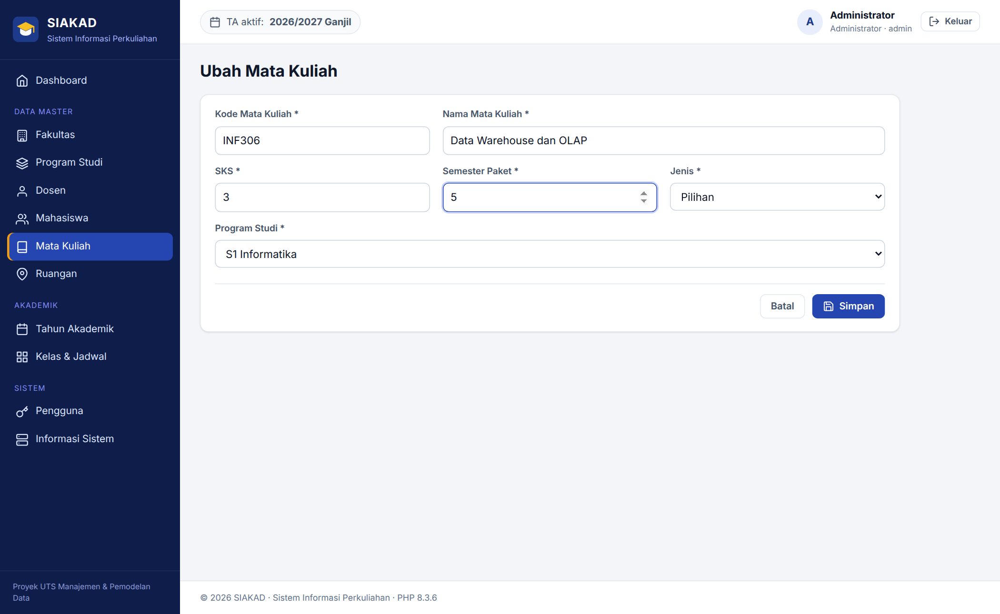 SIAKAD
Sistem Informasi Perkuliahan
Dashboard
DATA MASTER
Fakultas
Program Studi
Dosen
Mahasiswa
Mata Kuliah
Ruangan
AKADEMIK
Tahun Akademik
Kelas & Jadwal
SISTEM
Pengguna
Informasi Sistem
Proyek UTS Manajemen & Pemodelan
Data
TA aktif: 2026/2027 Ganjil
A
Administrator
Administrator · admin
Keluar
Ubah Mata Kuliah
Kode Mata Kuliah *
Nama Mata Kuliah *
INF306
Data Warehouse dan OLAP
SKS *
Semester Paket *
Jenis *
3
5
Pilihan
Program Studi *
S1 Informatika
Batal
Simpan
© 2026 SIAKAD · Sistem Informasi Perkuliahan · PHP 8.3.6